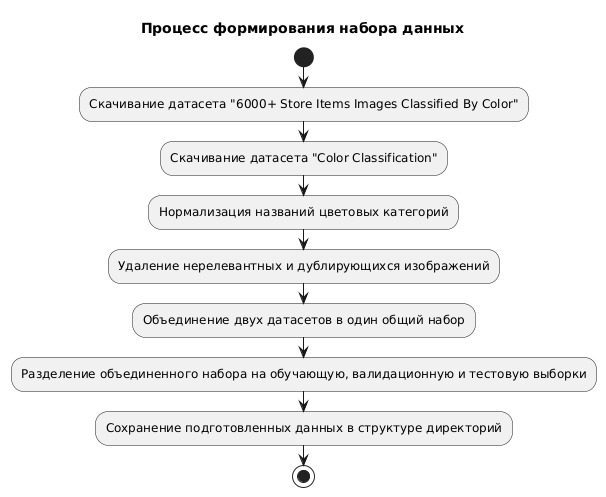 Процесс формирования набора данных
Скачивание датасета "6000+ Store Items Images Classified By Color"
Скачивание датасета "Color Classification"
Нормализация названий цветовых категорий
Удаление нерелевантных и дублирующихся изображений
Объединение двух датасетов в один общий набор
Разделение объединенного набора на обучающую, валидационную и тестовую выборки
Сохранение подготовленных данных в структуре директорий